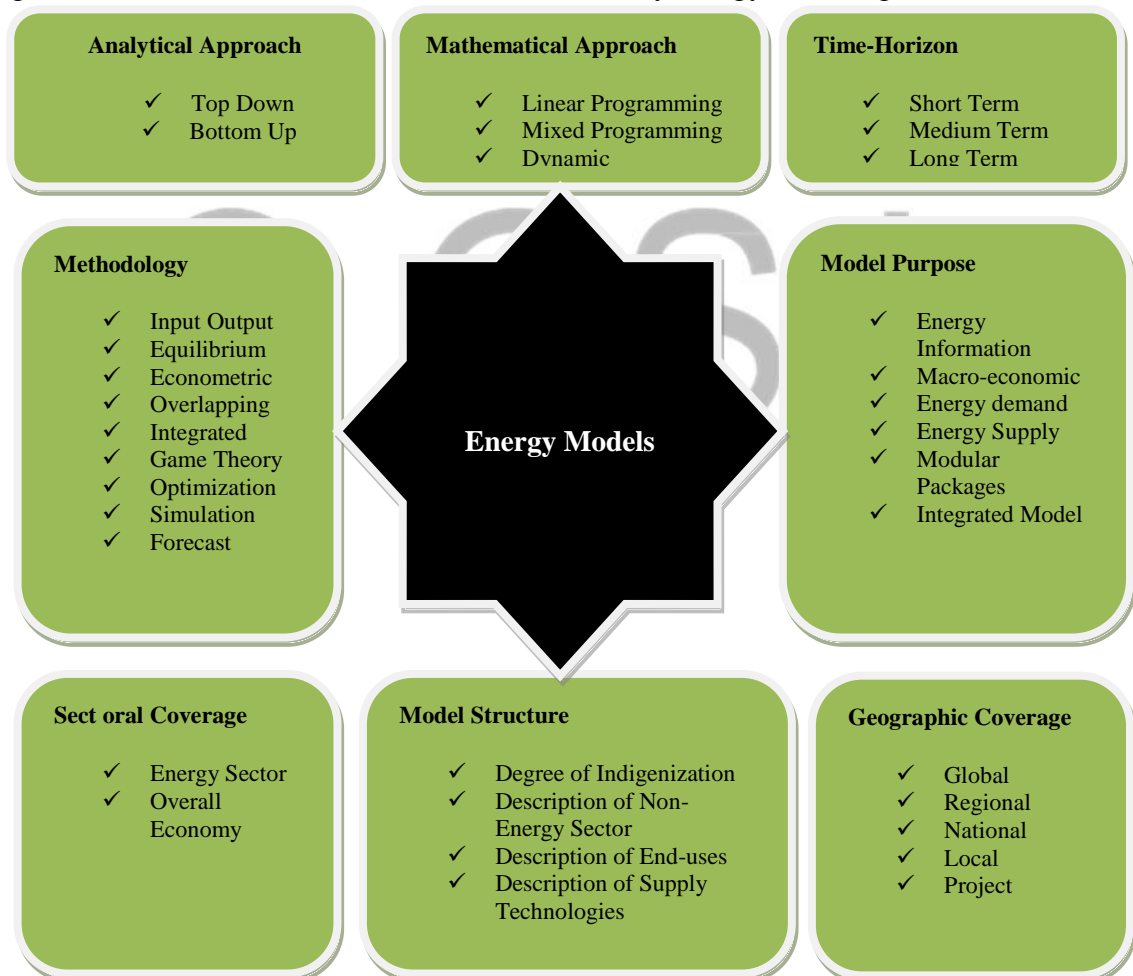 Analytical Approach
✓ Top Down
✓ Bottom Up
Mathematical Approach
✓ Linear Programming
✓ Mixed Programming
✓ Dynamic
Time-Horizon
✓ Short Term
✓ Medium Term
✓ Long Term
Methodology
✓ Input Output
✓ Equilibrium
✓ Econometric
✓ Overlapping
✓ Integrated
✓ Game Theory
✓ Optimization
✓ Simulation
✓ Forecast
Energy Models
Model Purpose
✓ Energy
Information
✓ Macro-economic
✓ Energy demand
✓ Energy Supply
✓ Modular
Packages
✓ Integrated Model
Sect oral Coverage
✓ Energy Sector
✓ Overall
Economy
Model Structure
✓ Degree of Indigenization
✓ Description of Non-
Energy Sector
✓ Description of End-uses
✓ Description of Supply
Technologies
Geographic Coverage
✓ Global
✓ Regional
✓ National
✓ Local
✓ Project